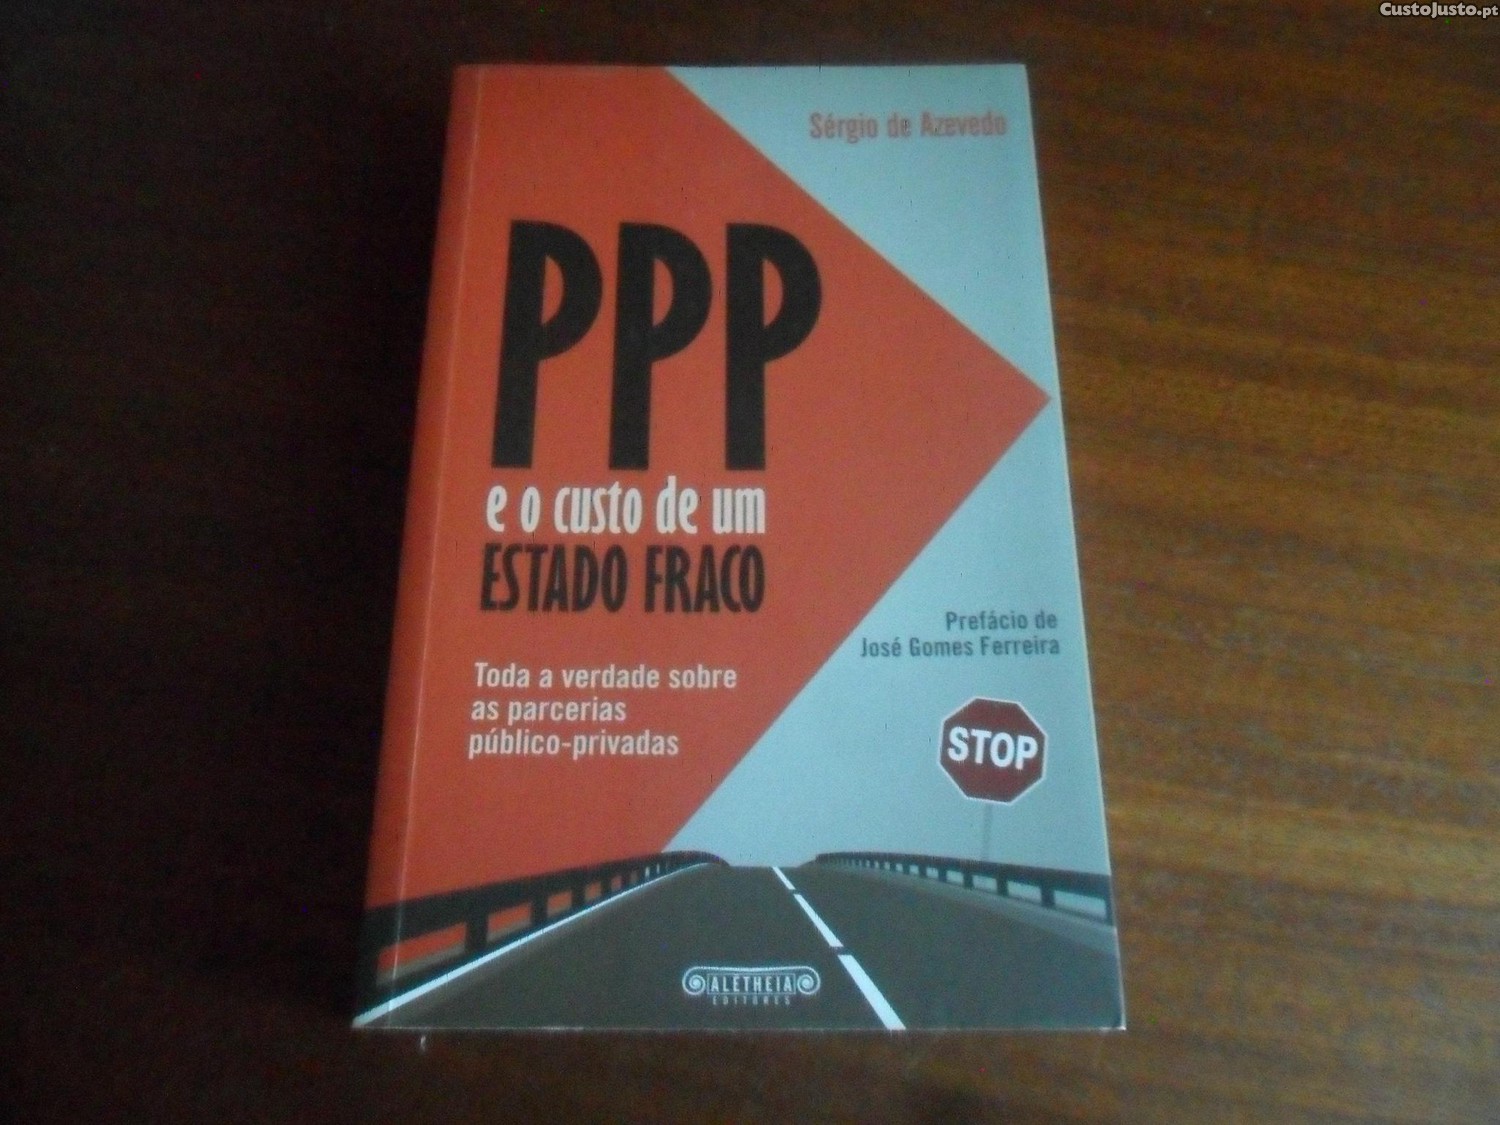 CustoJusto.pt
Sérgio de Azevedo
PPP
e o custo de um
ESTADO FRACO
Toda a verdade sobre
as parcerias
público-privadas
Prefácio de
José Gomes Ferreira
STOP
ALÊTHEIA
EDITORES